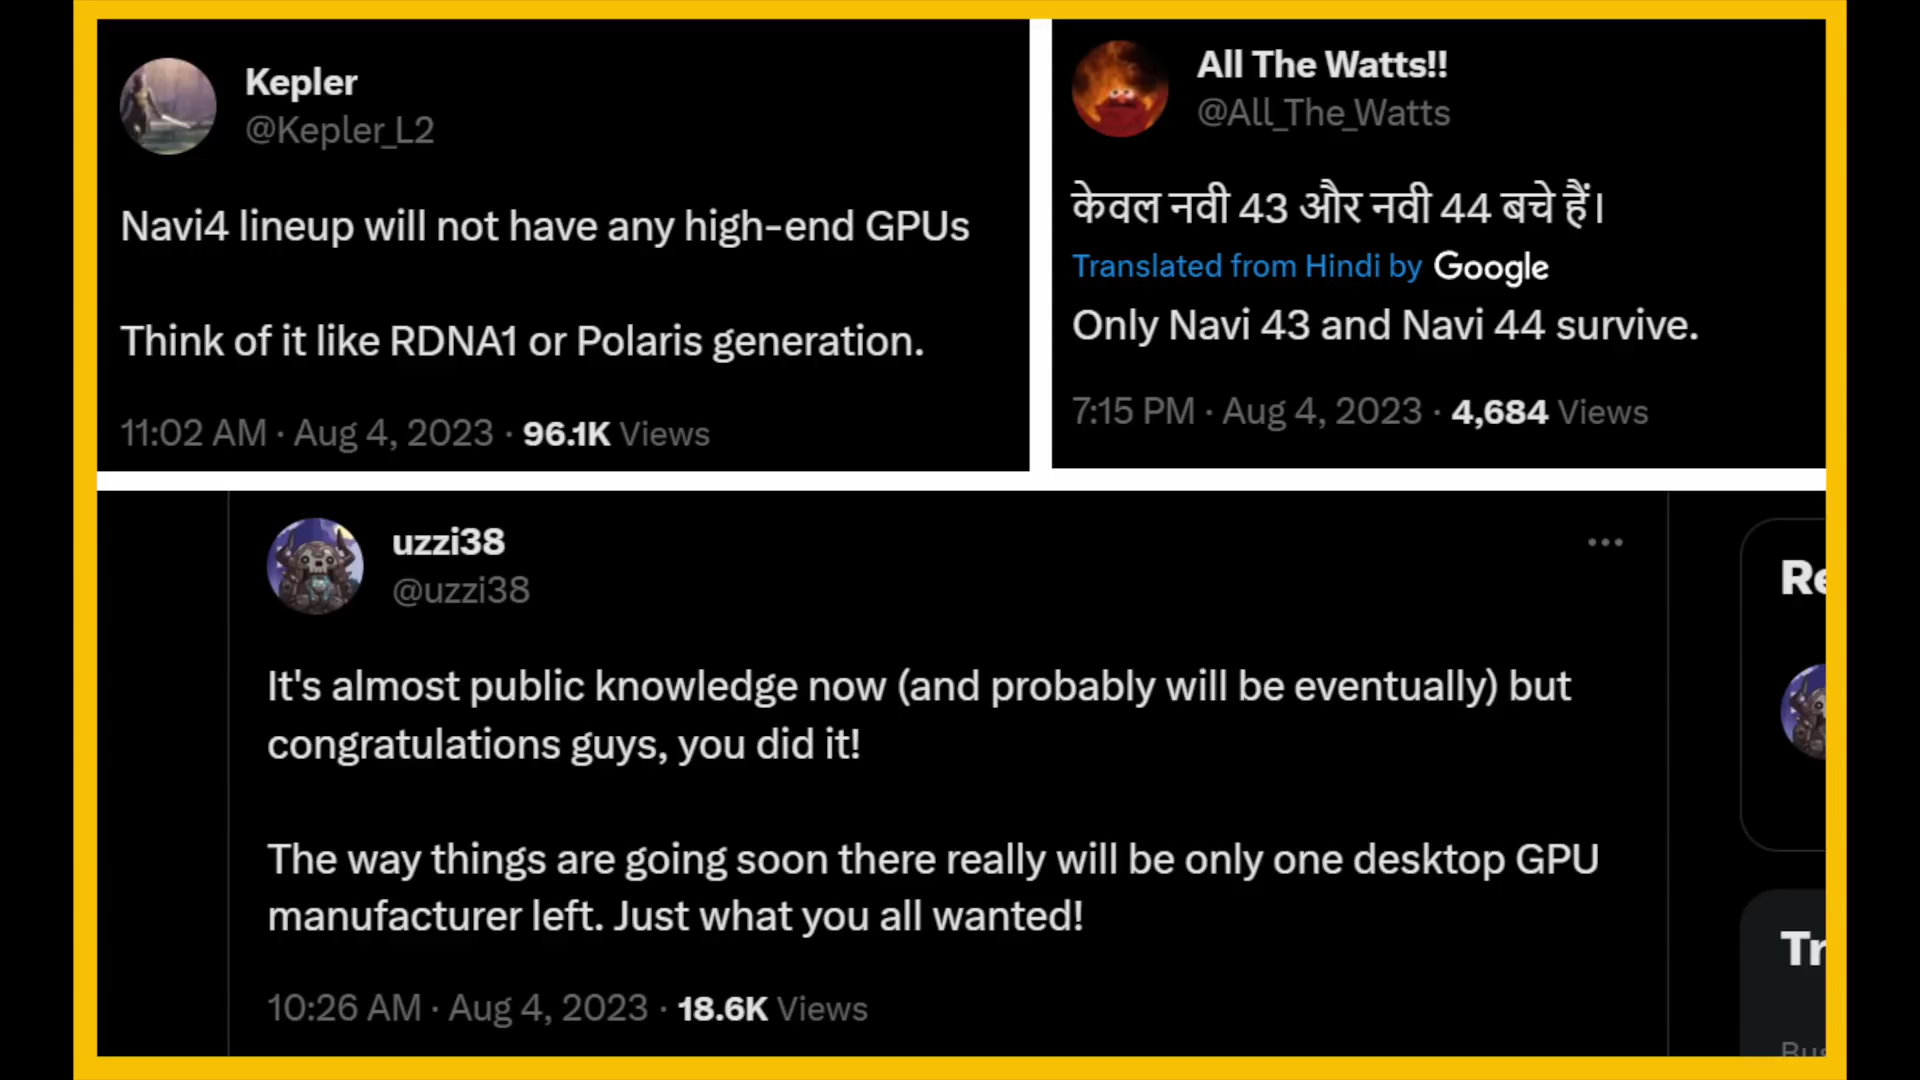 Kepler
@Kepler_L2
Navi4 lineup will not have any high-end GPUs
Think of it like RDNA1 or Polaris generation.
11:02 AM · Aug 4, 2023 · 96.1K Views
All The Watts!!
@All_The_Watts
केवल नवी 43 और नवी 44 बचे हैं।
Translated from Hindi by Google
Only Navi 43 and Navi 44 survive.
7:15 PM · Aug 4, 2023 · 4,684 Views
uzzi38
@uzzi38
It's almost public knowledge now (and probably will be eventually) but
congratulations guys, you did it!
The way things are going soon there really will be only one desktop GPU
manufacturer left. Just what you all wanted!
10:26 AM · Aug 4, 2023 · 18.6K Views